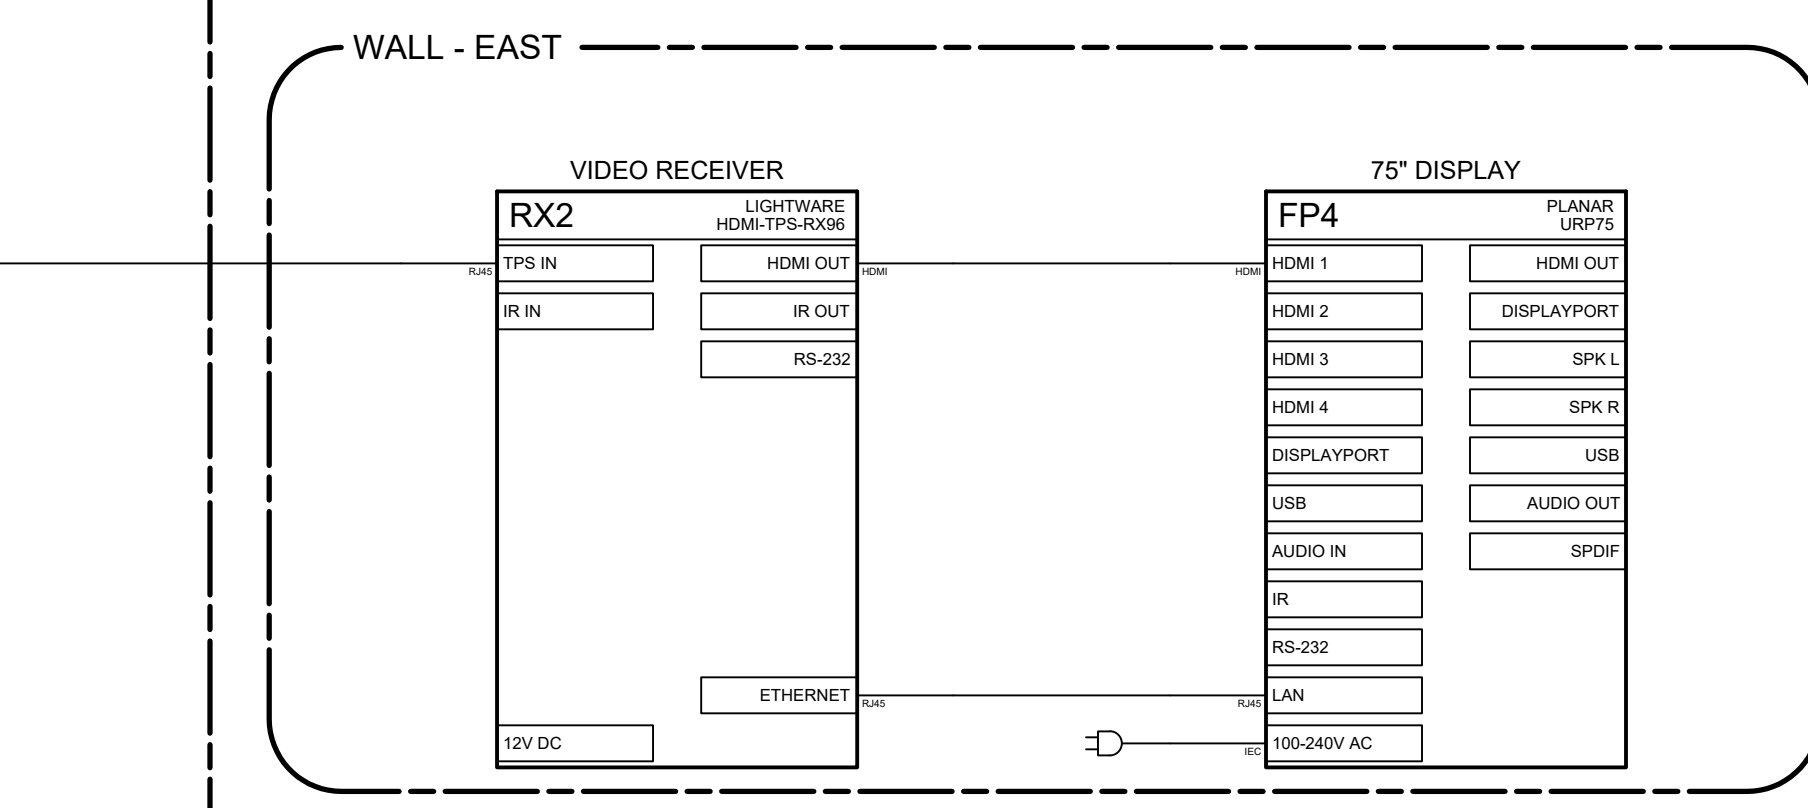 WALL - EAST
VIDEO RECEIVER
RX2
LIGHTWARE
HDMI-TPS-RX96
RJ45
TPS IN
HDMI OUT
HDMI
IR IN
IR OUT
RS-232
ETHERNET
RJ45
12V DC
75" DISPLAY
FP4
PLANAR
URP75
HDMI
HDMI 1
HDMI OUT
HDMI 2
DISPLAYPORT
HDMI 3
SPK L
HDMI 4
SPK R
DISPLAYPORT
USB
USB
AUDIO OUT
AUDIO IN
SPDIF
IR
RS-232
RJ45
LAN
IEC
100-240V AC